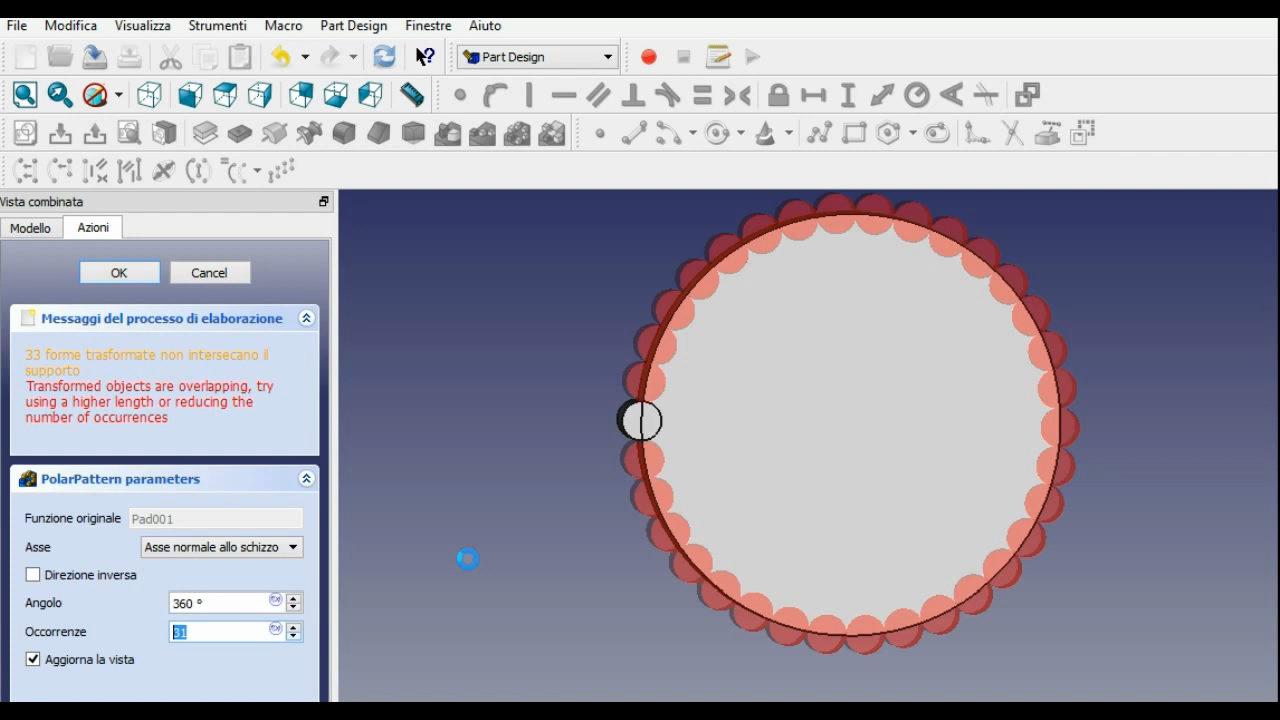 File Modifica Visualizza Strumenti Macro Part Design Finestre Aiuto
Part Design
Vista combinata
Modello Azioni
OK Cancel
Messaggi del processo di elaborazione
33 forme trasformate non intersecano il
supporto
Transformed objects are overlapping, try
using a higher length or reducing the
number of occurrences
PolarPattern parameters
Funzione originale Pad001
Asse Asse normale allo schizzo
Direzione inversa
Angolo 360 °
Occorrenze 31
Aggiorna la vista